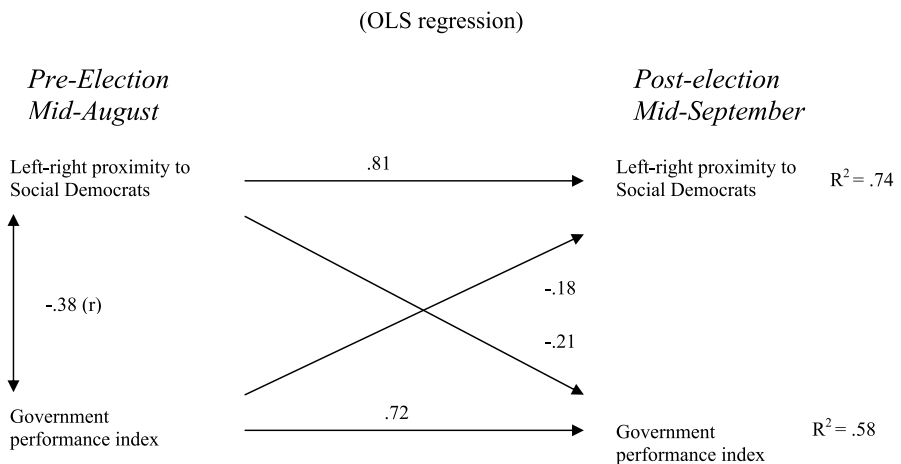 (OLS regression)
Pre-Election
Mid-August
Post-election
Mid-September
Left-right proximity to
Social Democrats
.81
Left-right proximity to
Social Democrats
R² = .74
-.38 (r)
-.18
-.21
Government
performance index
.72
Government
performance index
R² = .58